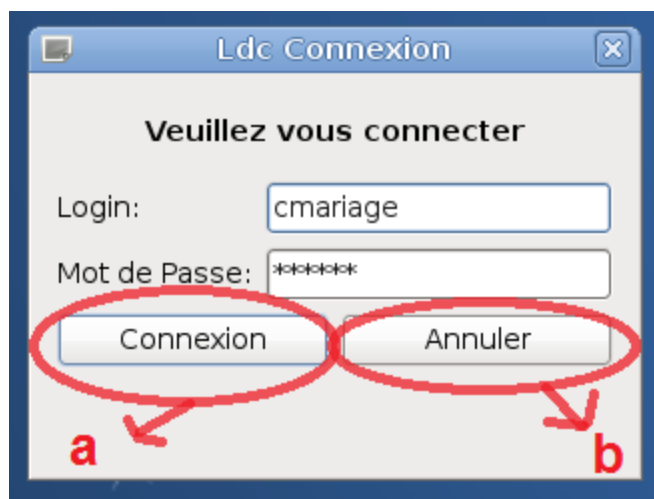 Ldc Connexion
Veuillez vous connecter
Login: cmariage
Mot de Passe: *******
Connexion Annuler
a b